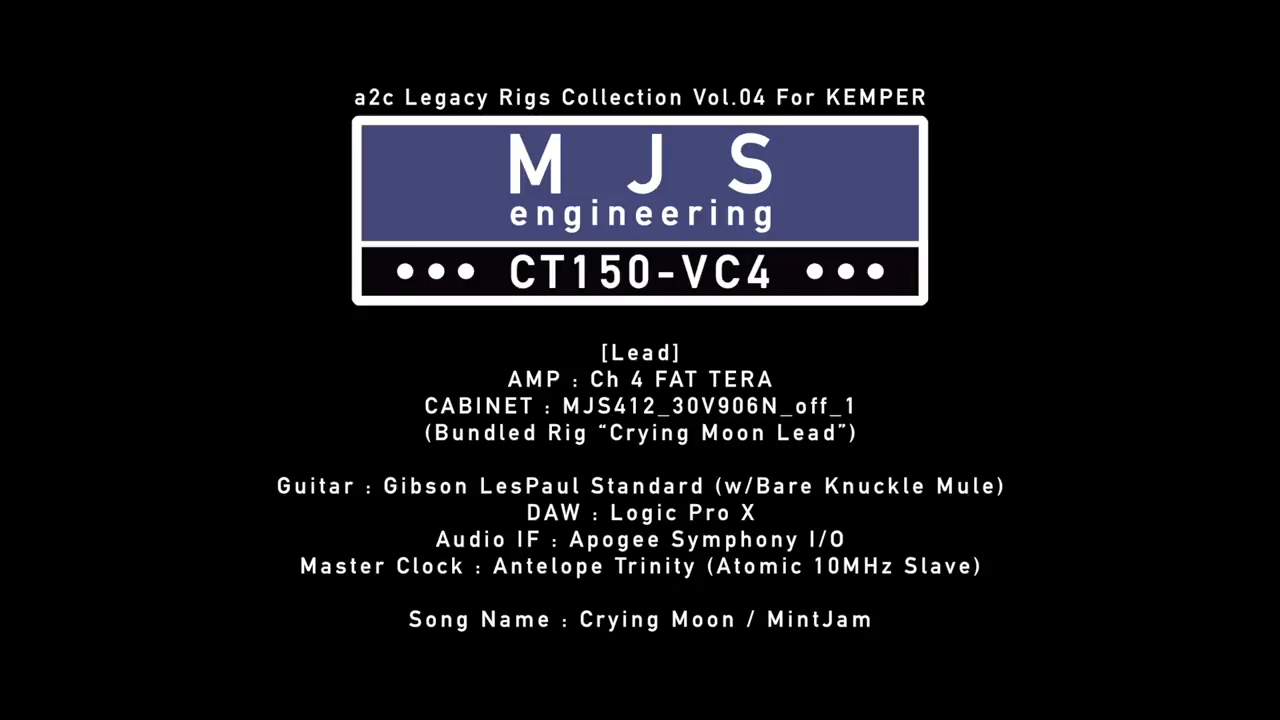 a2c Legacy Rigs Collection Vol.04 For KEMPER
M J S
engineering
••• CT150-VC4 •••
[Lead]
AMP : Ch 4 FAT TERA
CABINET : MJS412_30V906N_off_1
(Bundled Rig “Crying Moon Lead”)
Guitar : Gibson LesPaul Standard (w/Bare Knuckle Mule)
DAW : Logic Pro X
Audio IF : Apogee Symphony I/O
Master Clock : Antelope Trinity (Atomic 10MHz Slave)
Song Name : Crying Moon / MintJam